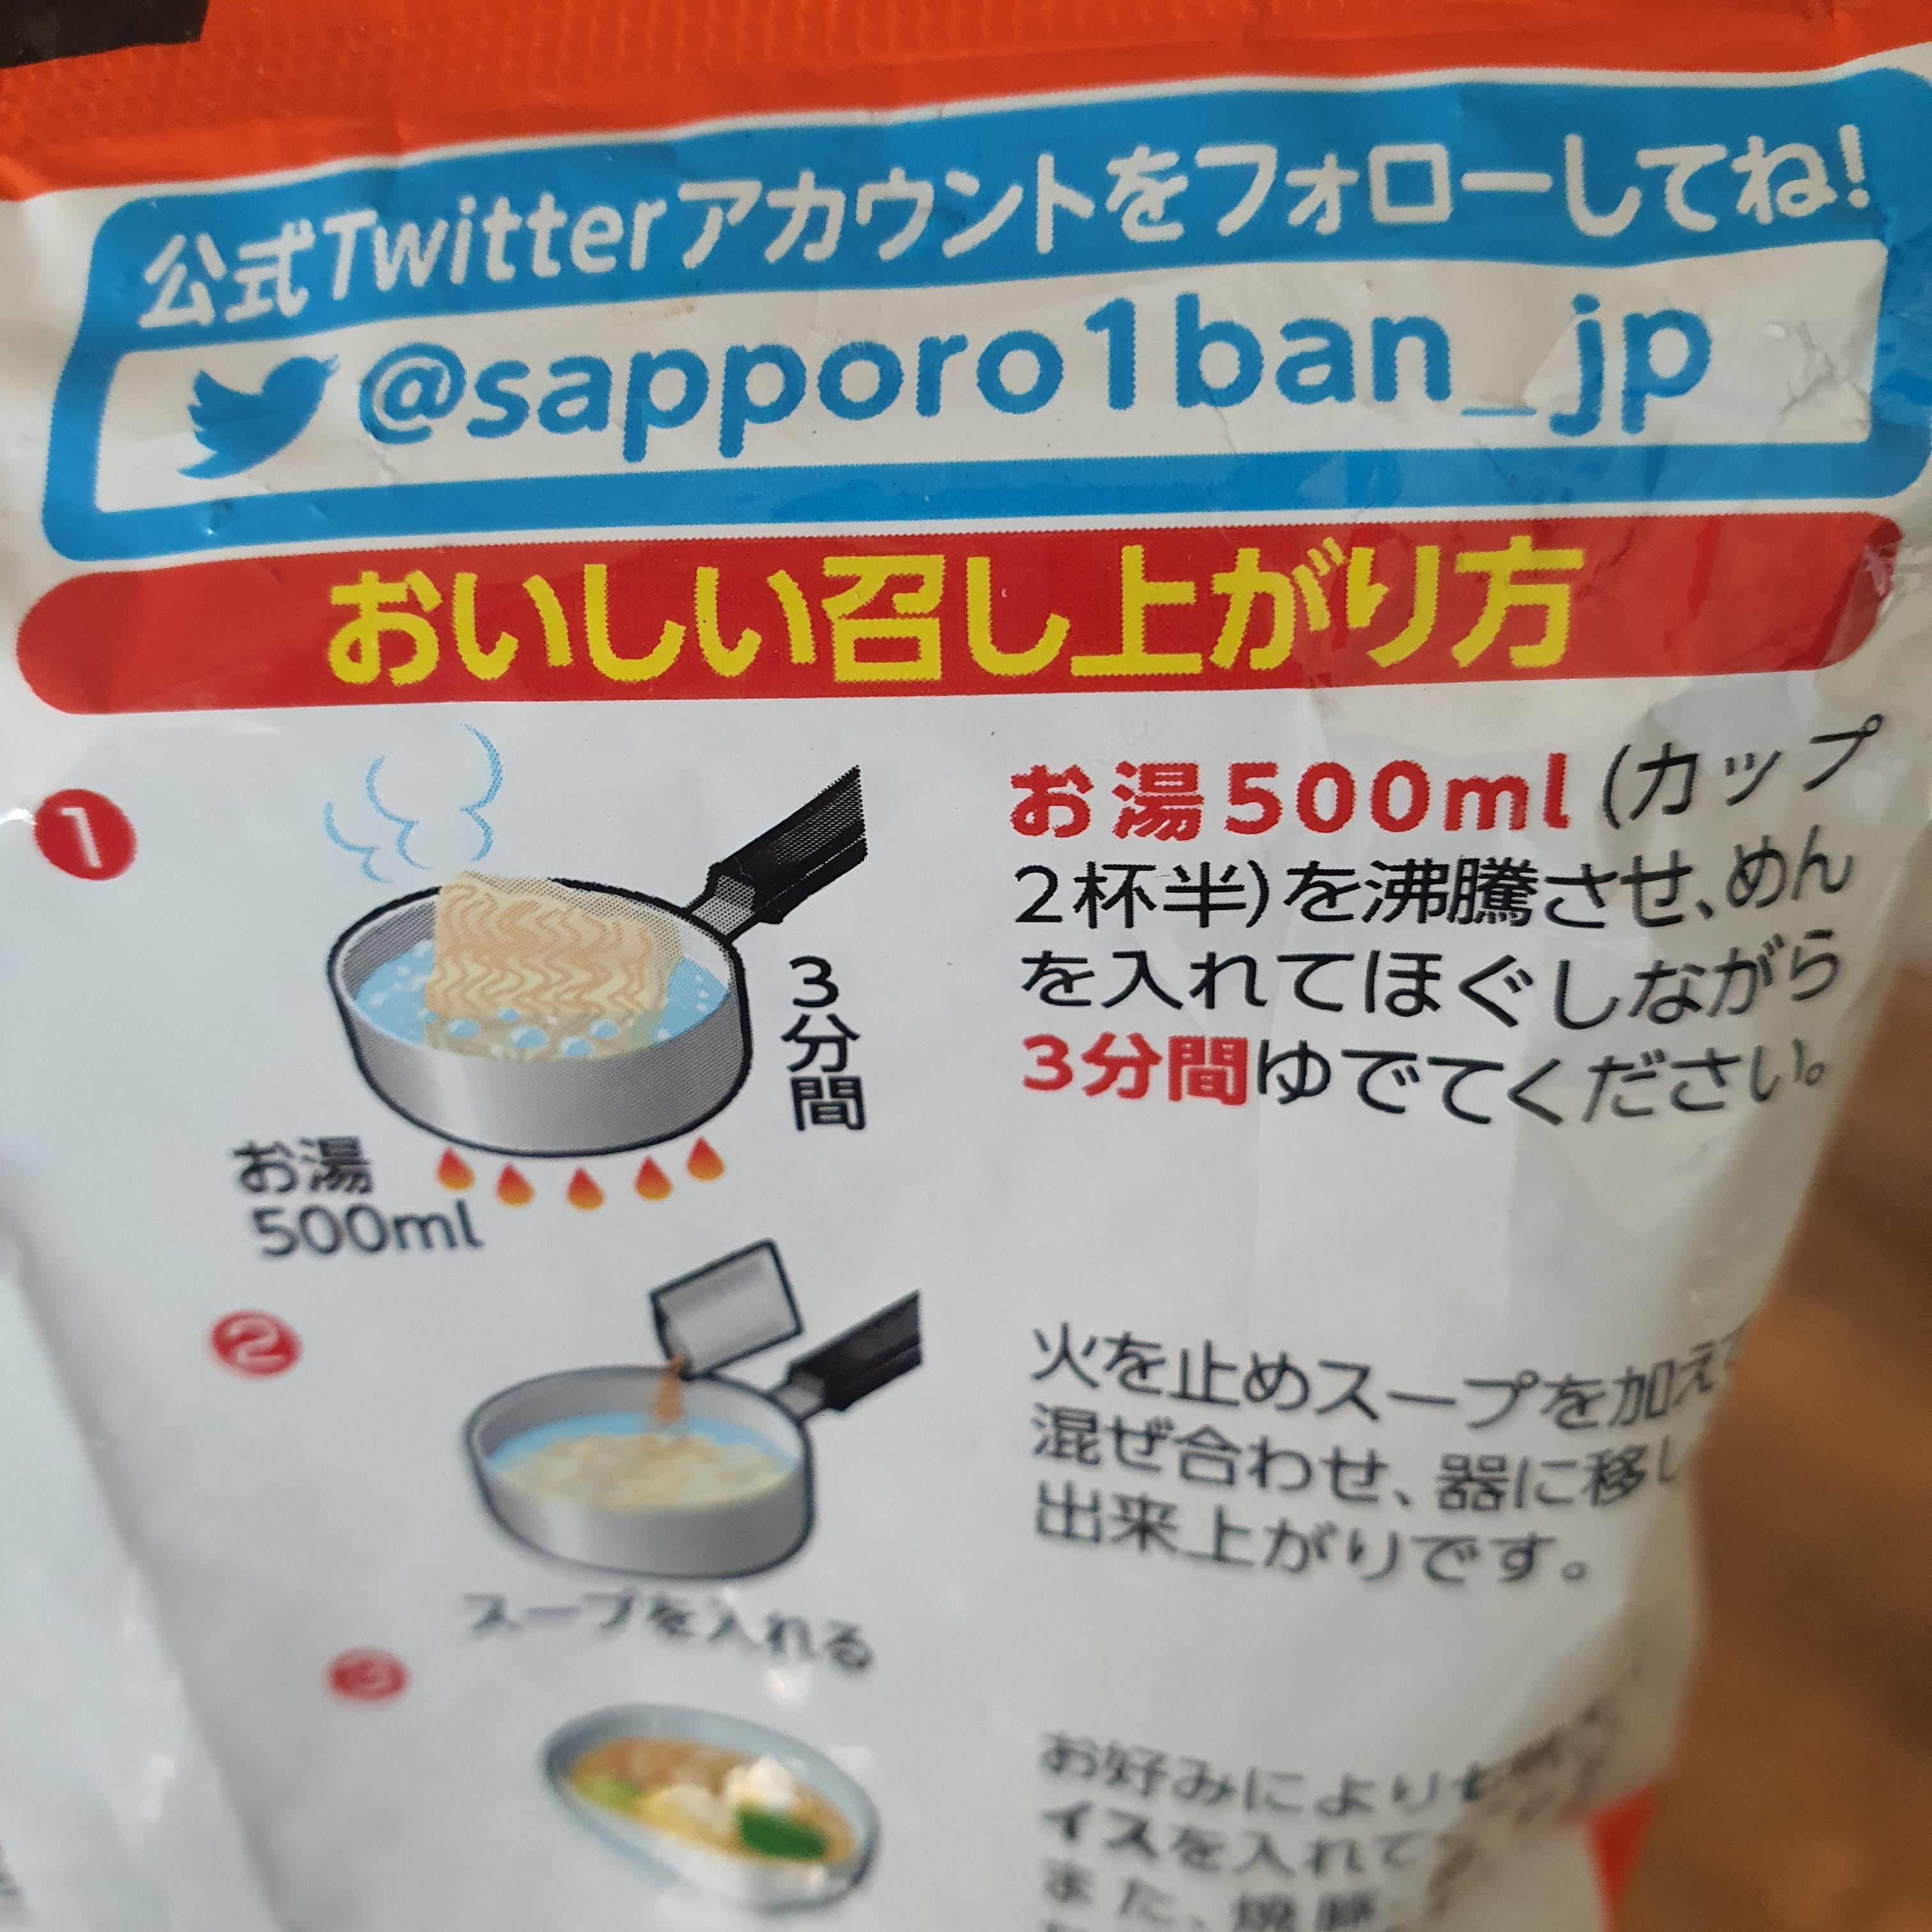 公式Twitterアカウントをフォローしてね!
@sapporo1ban_jp
おいしい召し上がり方
1
3分間
お湯
500ml
お湯500ml(カップ
2杯半)を沸騰させ、めん
を入れてほぐしながら
3分間ゆでてください。
2
スープを入れる
火を止めスープを加えて
混ぜ合わせ、器に移し
出来上がりです。
3
お好みにより七味
イスを入れて
また、焼豚